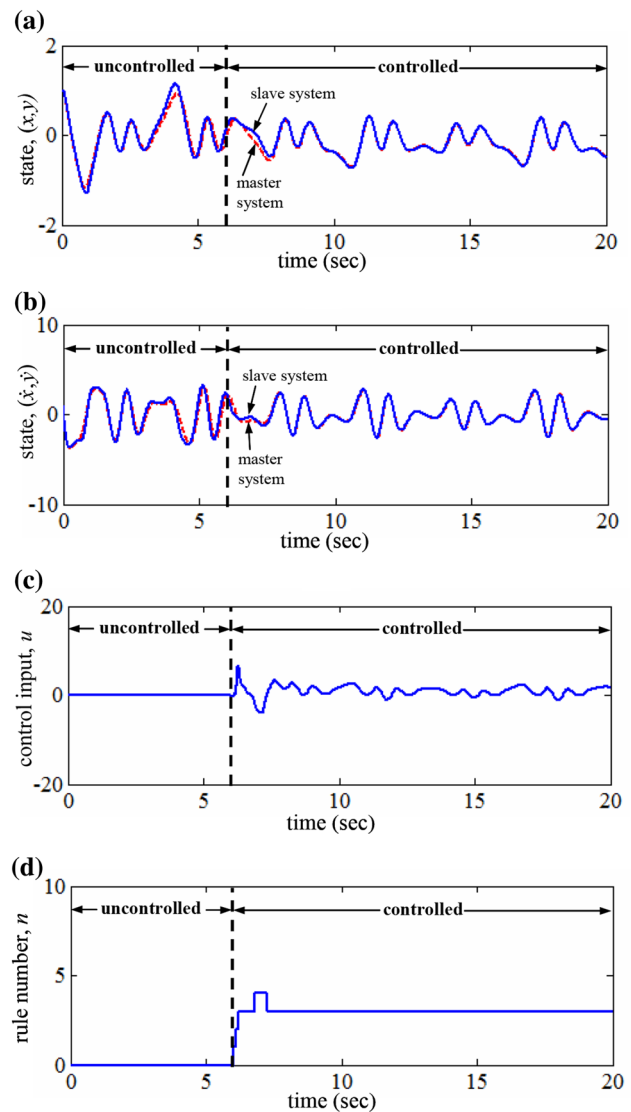 (a)
2
uncontrolled
controlled
slave system
state, (x,y)
0
master
system
-2
0
5
10
15
20
time (sec)
(b)
10
uncontrolled
controlled
slave system
state, (ẋ,ẏ)
0
master
system
-10
0
5
10
15
20
time (sec)
(c)
20
uncontrolled
controlled
control input, u
0
-20
0
5
10
15
20
time (sec)
(d)
10
uncontrolled
controlled
rule number, n
5
0
0
5
10
15
20
time (sec)